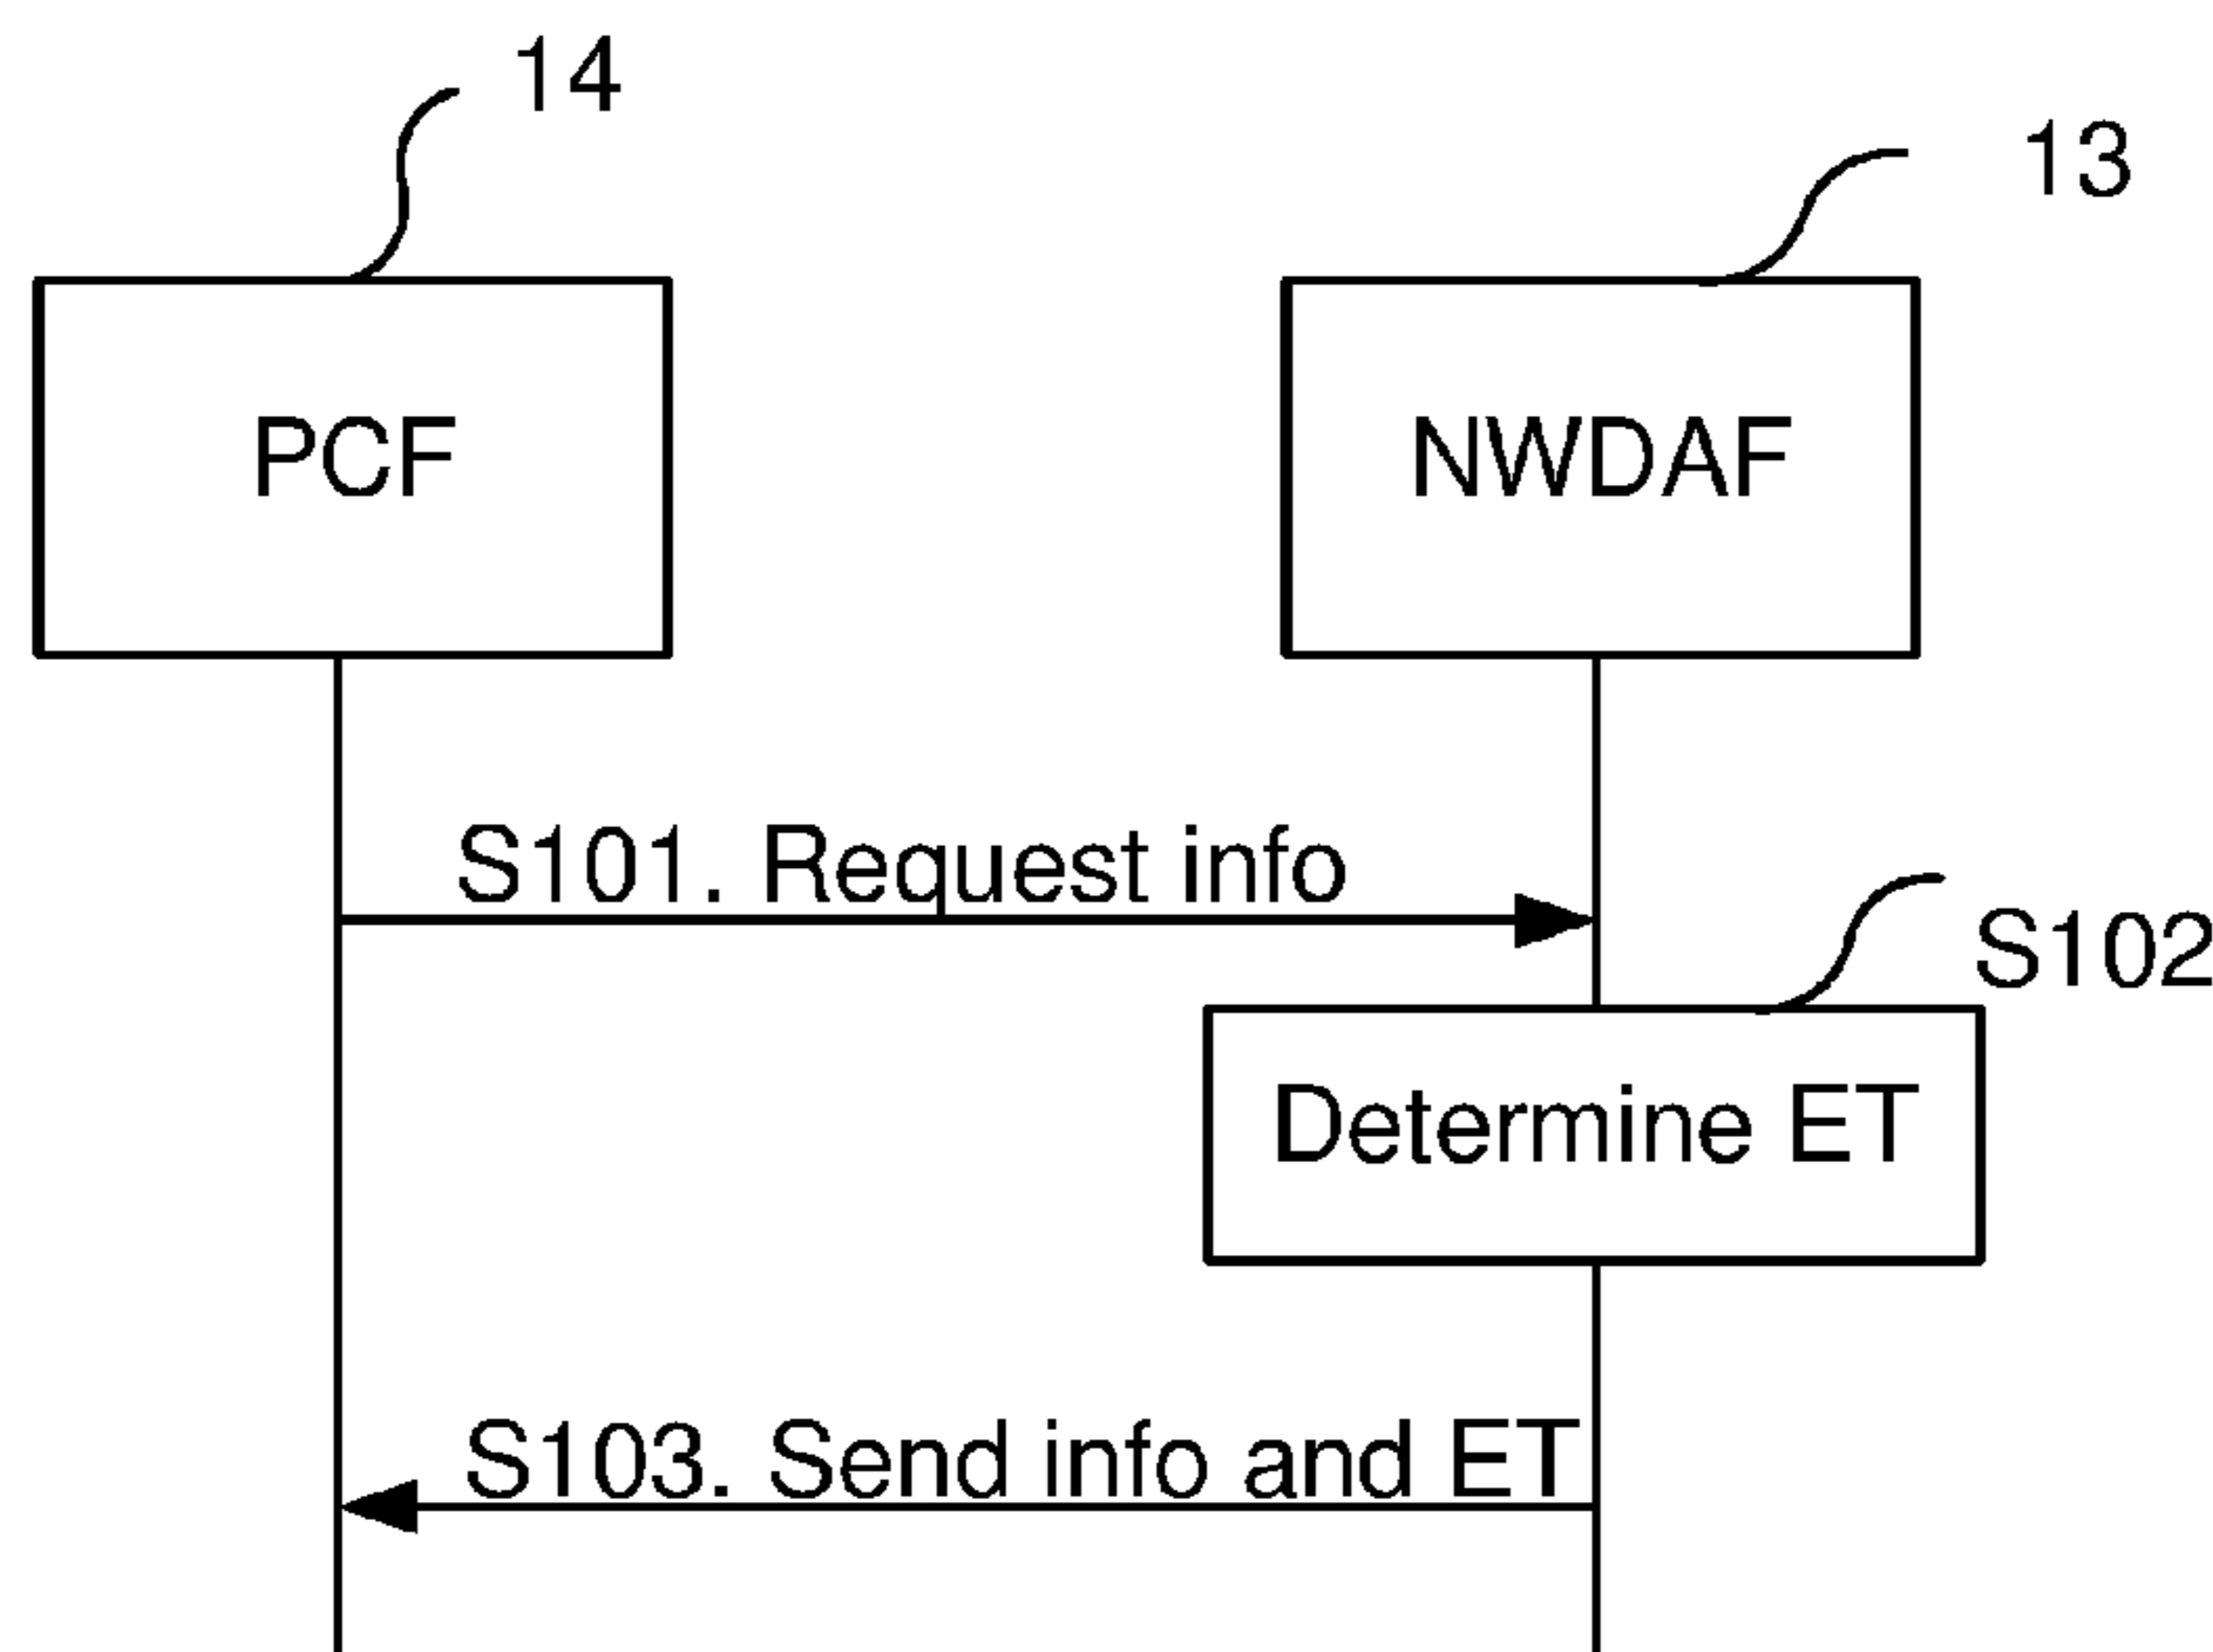 14
13
PCF
NWDAF
S101. Request info
S102
Determine ET
S103. Send info and ET